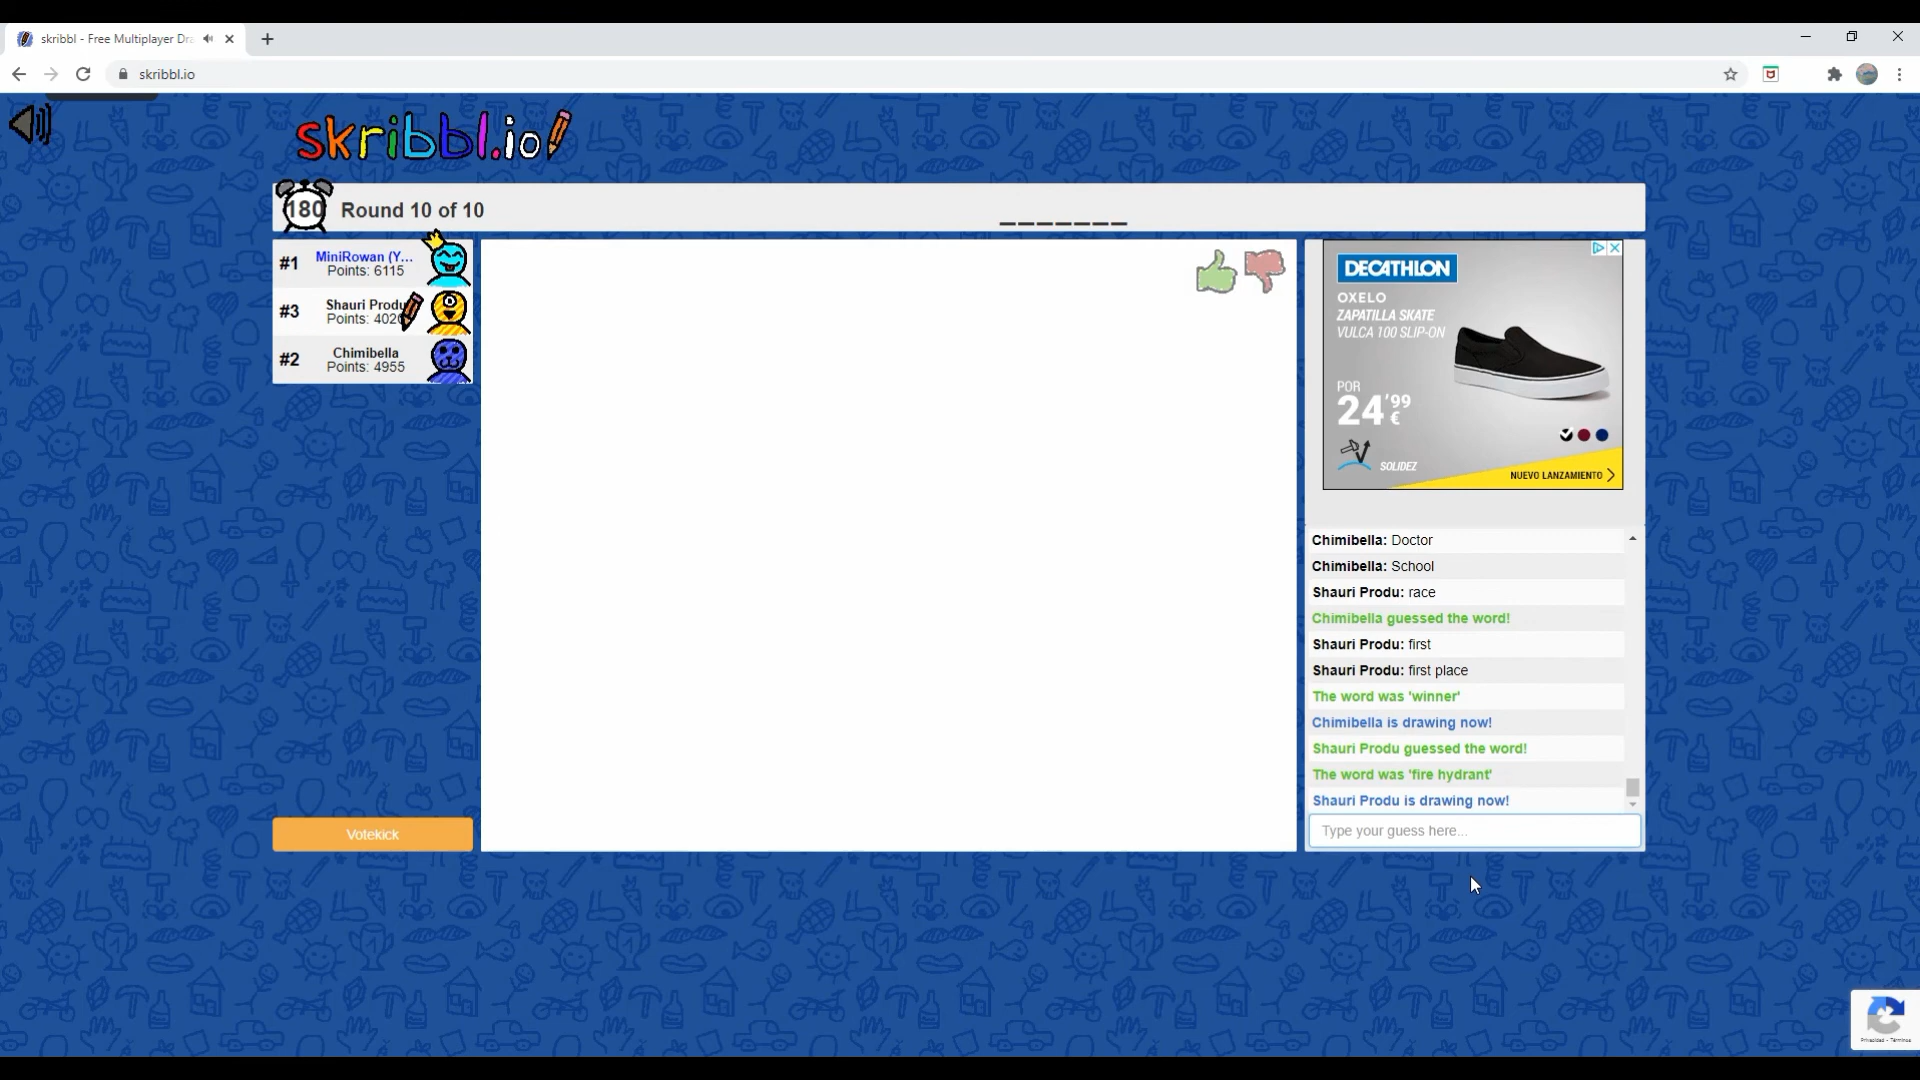 skribbl - Free Multiplayer Dra
skribbl.io
skribbl.io
180
Round 10 of 10
_______
#1
MiniRowan (Y...
Points: 6115
#3
Shauri Produ
Points: 402
#2
Chimibella
Points: 4955
Votekick
DECATHLON
OXELO
ZAPATILLA SKATE
VULCA 100 SLIP-ON
POR
24'99
€
SOLIDEZ
NUEVO LANZAMIENTO
Chimibella: Doctor
Chimibella: School
Shauri Produ: race
Chimibella guessed the word!
Shauri Produ: first
Shauri Produ: first place
The word was 'winner'
Chimibella is drawing now!
Shauri Produ guessed the word!
The word was 'fire hydrant'
Shauri Produ is drawing now!
Type your guess here...
Privacidad - Términos